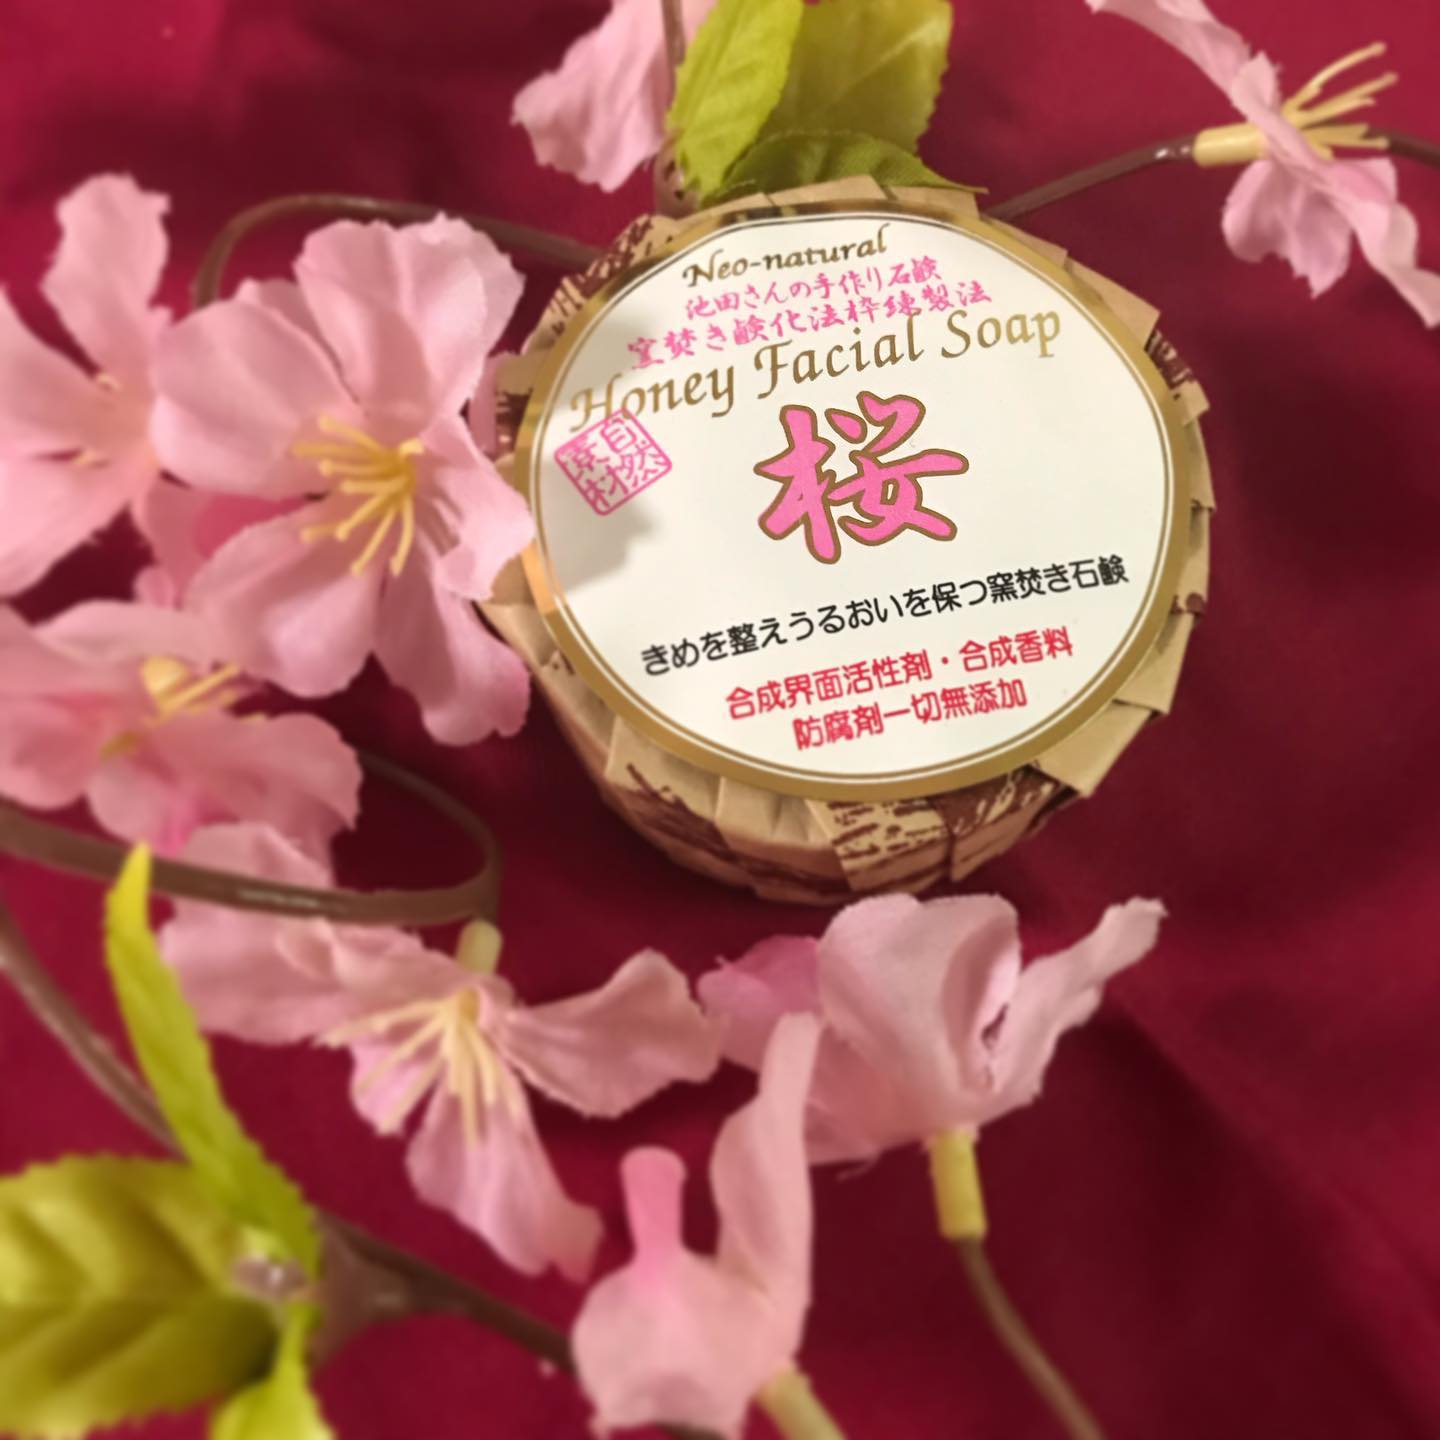 Neo-natural
池田さんの手作り石鹸
窯焚き鹸化法枠練製法
Honey Facial Soap
自然
素材
桜
きめを整えうるおいを保つ窯焚き石鹸
合成界面活性剤・合成香料
防腐剤一切無添加